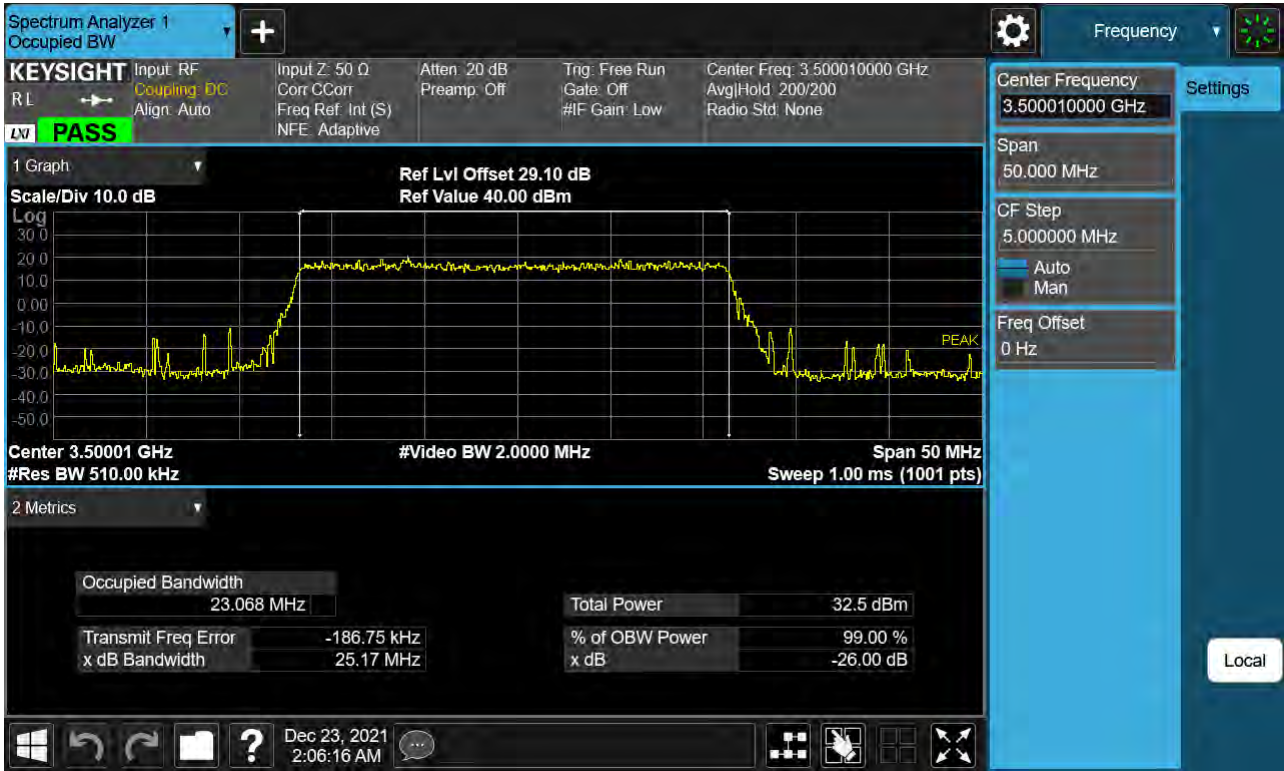 Spectrum Analyzer 1
Occupied BW
Frequency
KEYSIGHT
RL
LXI
PASS
Input: RF
Coupling: DC
Align: Auto
Input Z: 50 Ω
Corr CCorr
Freq Ref: Int (S)
NFE: Adaptive
Atten: 20 dB
Preamp: Off
Trig: Free Run
Gate: Off
#IF Gain: Low
Center Freq: 3.500010000 GHz
Avg|Hold: 200/200
Radio Std: None
Center Frequency
3.500010000 GHz
Settings
Span
50.000 MHz
CF Step
5.000000 MHz
Auto
Man
Freq Offset
0 Hz
Local
1 Graph
Scale/Div 10.0 dB
Ref Lvl Offset 29.10 dB
Ref Value 40.00 dBm
Log
30.0
20.0
10.0
0.00
-10.0
-20.0
-30.0
-40.0
-50.0
PEAK
Center 3.50001 GHz
#Res BW 510.00 kHz
#Video BW 2.0000 MHz
Span 50 MHz
Sweep 1.00 ms (1001 pts)
2 Metrics
Occupied Bandwidth
23.068 MHz
Transmit Freq Error -186.75 kHz
x dB Bandwidth 25.17 MHz
Total Power 32.5 dBm
% of OBW Power 99.00 %
x dB -26.00 dB
?
Dec 23, 2021
2:06:16 AM